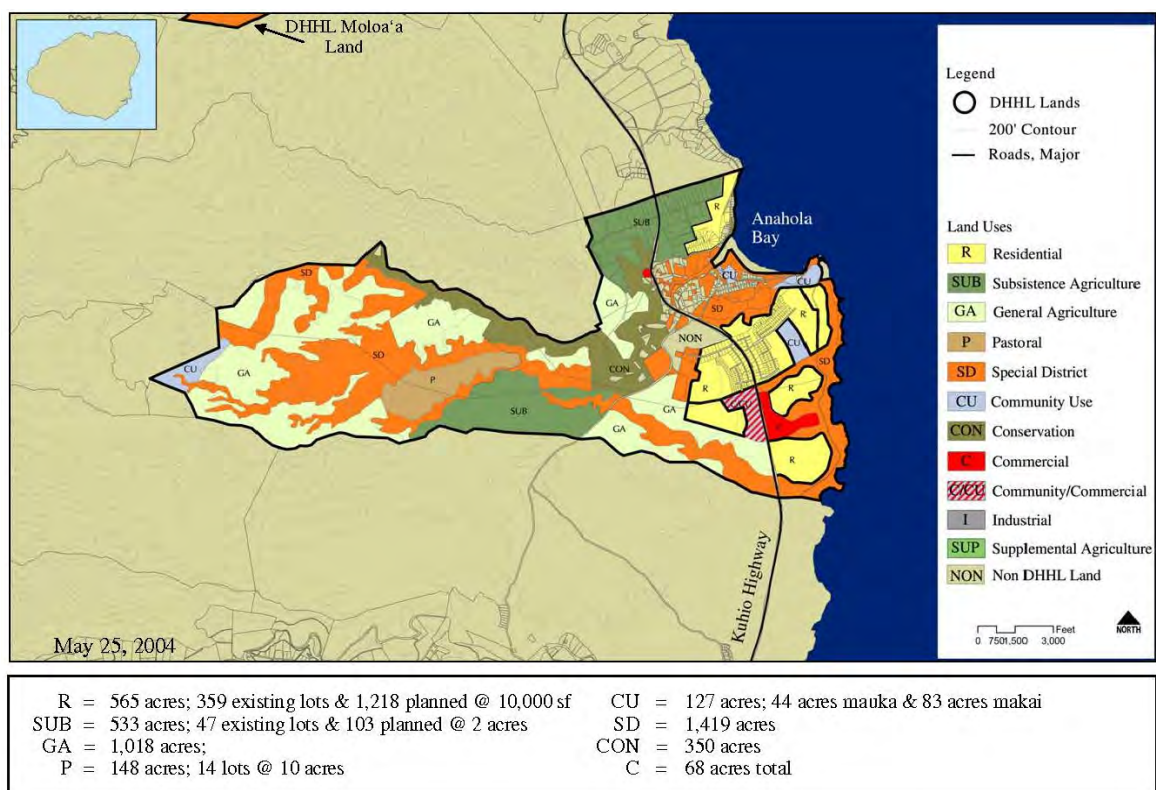 DHHL Moloa‘a
Land
SUB
R
Anahola
Bay
CU
CU
SD
GA
SD
R
NON
CU
SD
GA
SD
CON
CU
GA
P
R
R
GA
SUB
GA
C
R
Kuhio Highway
May 25, 2004
Legend
DHHL Lands
200' Contour
Roads, Major
Land Uses
R Residential
SUB Subsistence Agriculture
GA General Agriculture
P Pastoral
SD Special District
CU Community Use
CON Conservation
C Commercial
C/CU Community/Commercial
I Industrial
SUP Supplemental Agriculture
NON Non DHHL Land
0 750 1,500 3,000 Feet
NORTH
R = 565 acres; 359 existing lots & 1,218 planned @ 10,000 sf
SUB = 533 acres; 47 existing lots & 103 planned @ 2 acres
GA = 1,018 acres;
P = 148 acres; 14 lots @ 10 acres
CU = 127 acres; 44 acres mauka & 83 acres makai
SD = 1,419 acres
CON = 350 acres
C = 68 acres total